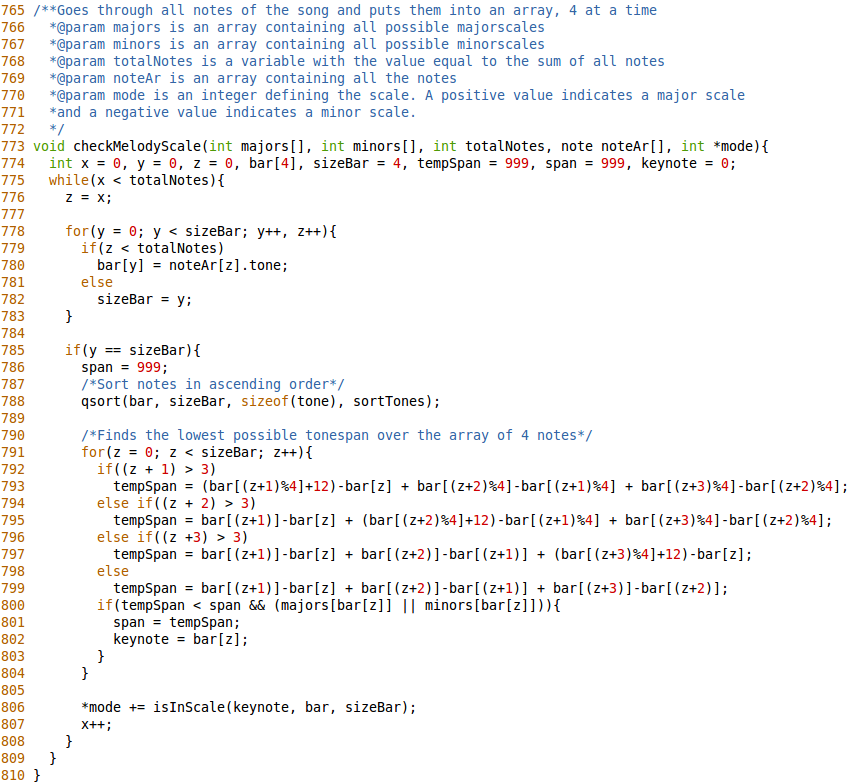 765 /**Goes through all notes of the song and puts them into an array, 4 at a time
766   *@param majors is an array containing all possible majorscales
767   *@param minors is an array containing all possible minorscales
768   *@param totalNotes is a variable with the value equal to the sum of all notes
769   *@param noteAr is an array containing all the notes
770   *@param mode is an integer defining the scale. A positive value indicates a major scale
771   *and a negative value indicates a minor scale.
772   */
773 void checkMelodyScale(int majors[], int minors[], int totalNotes, note noteAr[], int *mode){
774   int x = 0, y = 0, z = 0, bar[4], sizeBar = 4, tempSpan = 999, span = 999, keynote = 0;
775   while(x < totalNotes){
776     z = x;
777
778     for(y = 0; y < sizeBar; y++, z++){
779       if(z < totalNotes)
780         bar[y] = noteAr[z].tone;
781       else
782         sizeBar = y;
783     }
784
785     if(y == sizeBar){
786       span = 999;
787       /*Sort notes in ascending order*/
788       qsort(bar, sizeBar, sizeof(tone), sortTones);
789
790       /*Finds the lowest possible tonespan over the array of 4 notes*/
791       for(z = 0; z < sizeBar; z++){
792         if((z + 1) > 3)
793           tempSpan = (bar[(z+1)%4]+12)-bar[z] + bar[(z+2)%4]-bar[(z+1)%4] + bar[(z+3)%4]-bar[(z+2)%4];
794         else if((z + 2) > 3)
795           tempSpan = bar[(z+1)]-bar[z] + (bar[(z+2)%4]+12)-bar[(z+1)%4] + bar[(z+3)%4]-bar[(z+2)%4];
796         else if((z +3) > 3)
797           tempSpan = bar[(z+1)]-bar[z] + bar[(z+2)]-bar[(z+1)] + (bar[(z+3)%4]+12)-bar[z];
798         else
799           tempSpan = bar[(z+1)]-bar[z] + bar[(z+2)]-bar[(z+1)] + bar[(z+3)]-bar[(z+2)];
800         if(tempSpan < span && (majors[bar[z]] || minors[bar[z]])){
801           span = tempSpan;
802           keynote = bar[z];
803         }
804       }
805
806       *mode += isInScale(keynote, bar, sizeBar);
807       x++;
808     }
809   }
810 }